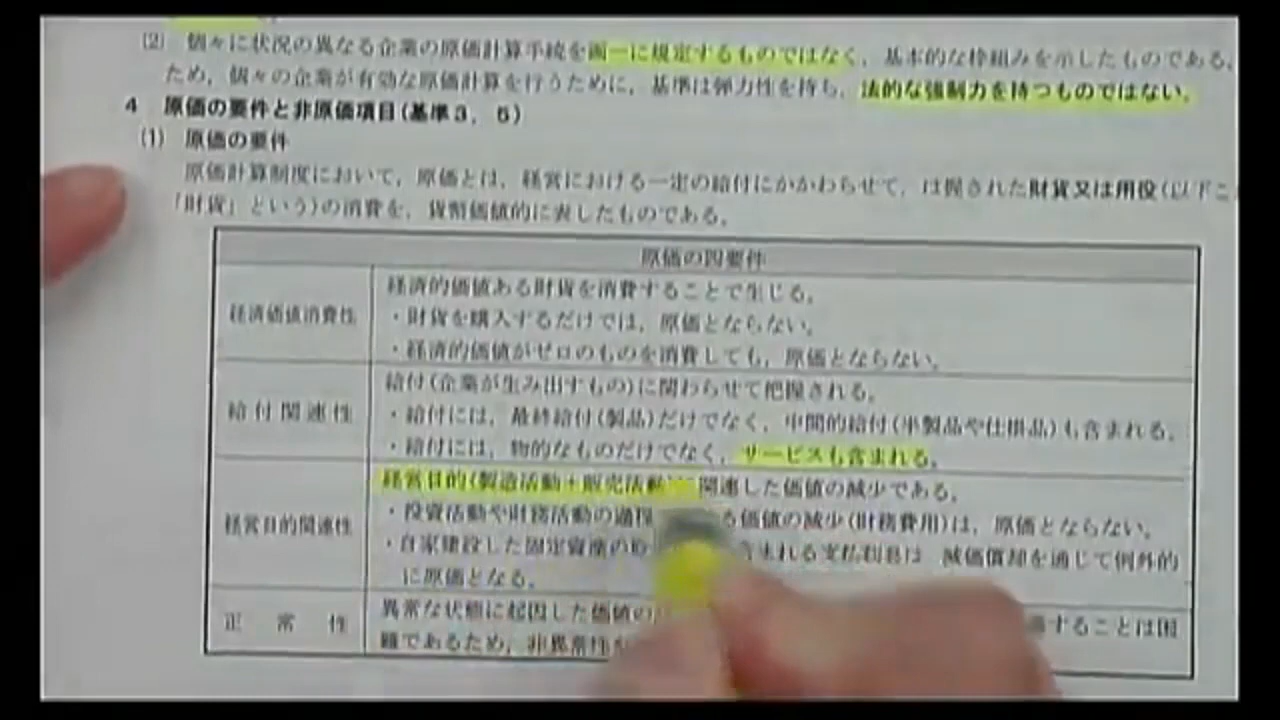 (2) 個々に状況の異なる企業の原価計算手続を画一に規定するものではなく，基本的な枠組みを示したものである。
ため，個々の企業が有効な原価計算を行うために，基準は弾力性を持ち，法的な強制力を持つものではない。
4 原価の要件と非原価項目(基準3，5)
(1) 原価の要件
原価計算制度において，原価とは，経営における一定の給付にかかわらせて，は握された財貨又は用役(以下こ
「財貨」という)の消費を，貨幣価値的に表したものである。
原価の四要件
経済価値消費性
経済的価値ある財貨を消費することで生じる。
・財貨を購入するだけでは，原価とならない。
・経済的価値がゼロのものを消費しても，原価とならない。
給付関連性
給付(企業が生み出すもの)に関わらせて把握される。
・給付には，最終給付(製品)だけでなく，中間的給付(半製品や仕掛品)も含まれる。
・給付には，物的なものだけでなく，サービスも含まれる。
経営目的関連性
経営目的(製造活動＋販売活動)に関連した価値の減少である。
・投資活動や財務活動の過程 る価値の減少(財務費用)は，原価とならない。
・自家建設した固定資産の取 含まれる支払利息は 減価償却を通じて例外的
に原価となる。
正常性
異常な状態に起因した価値の することは困
難であるため，非異常性